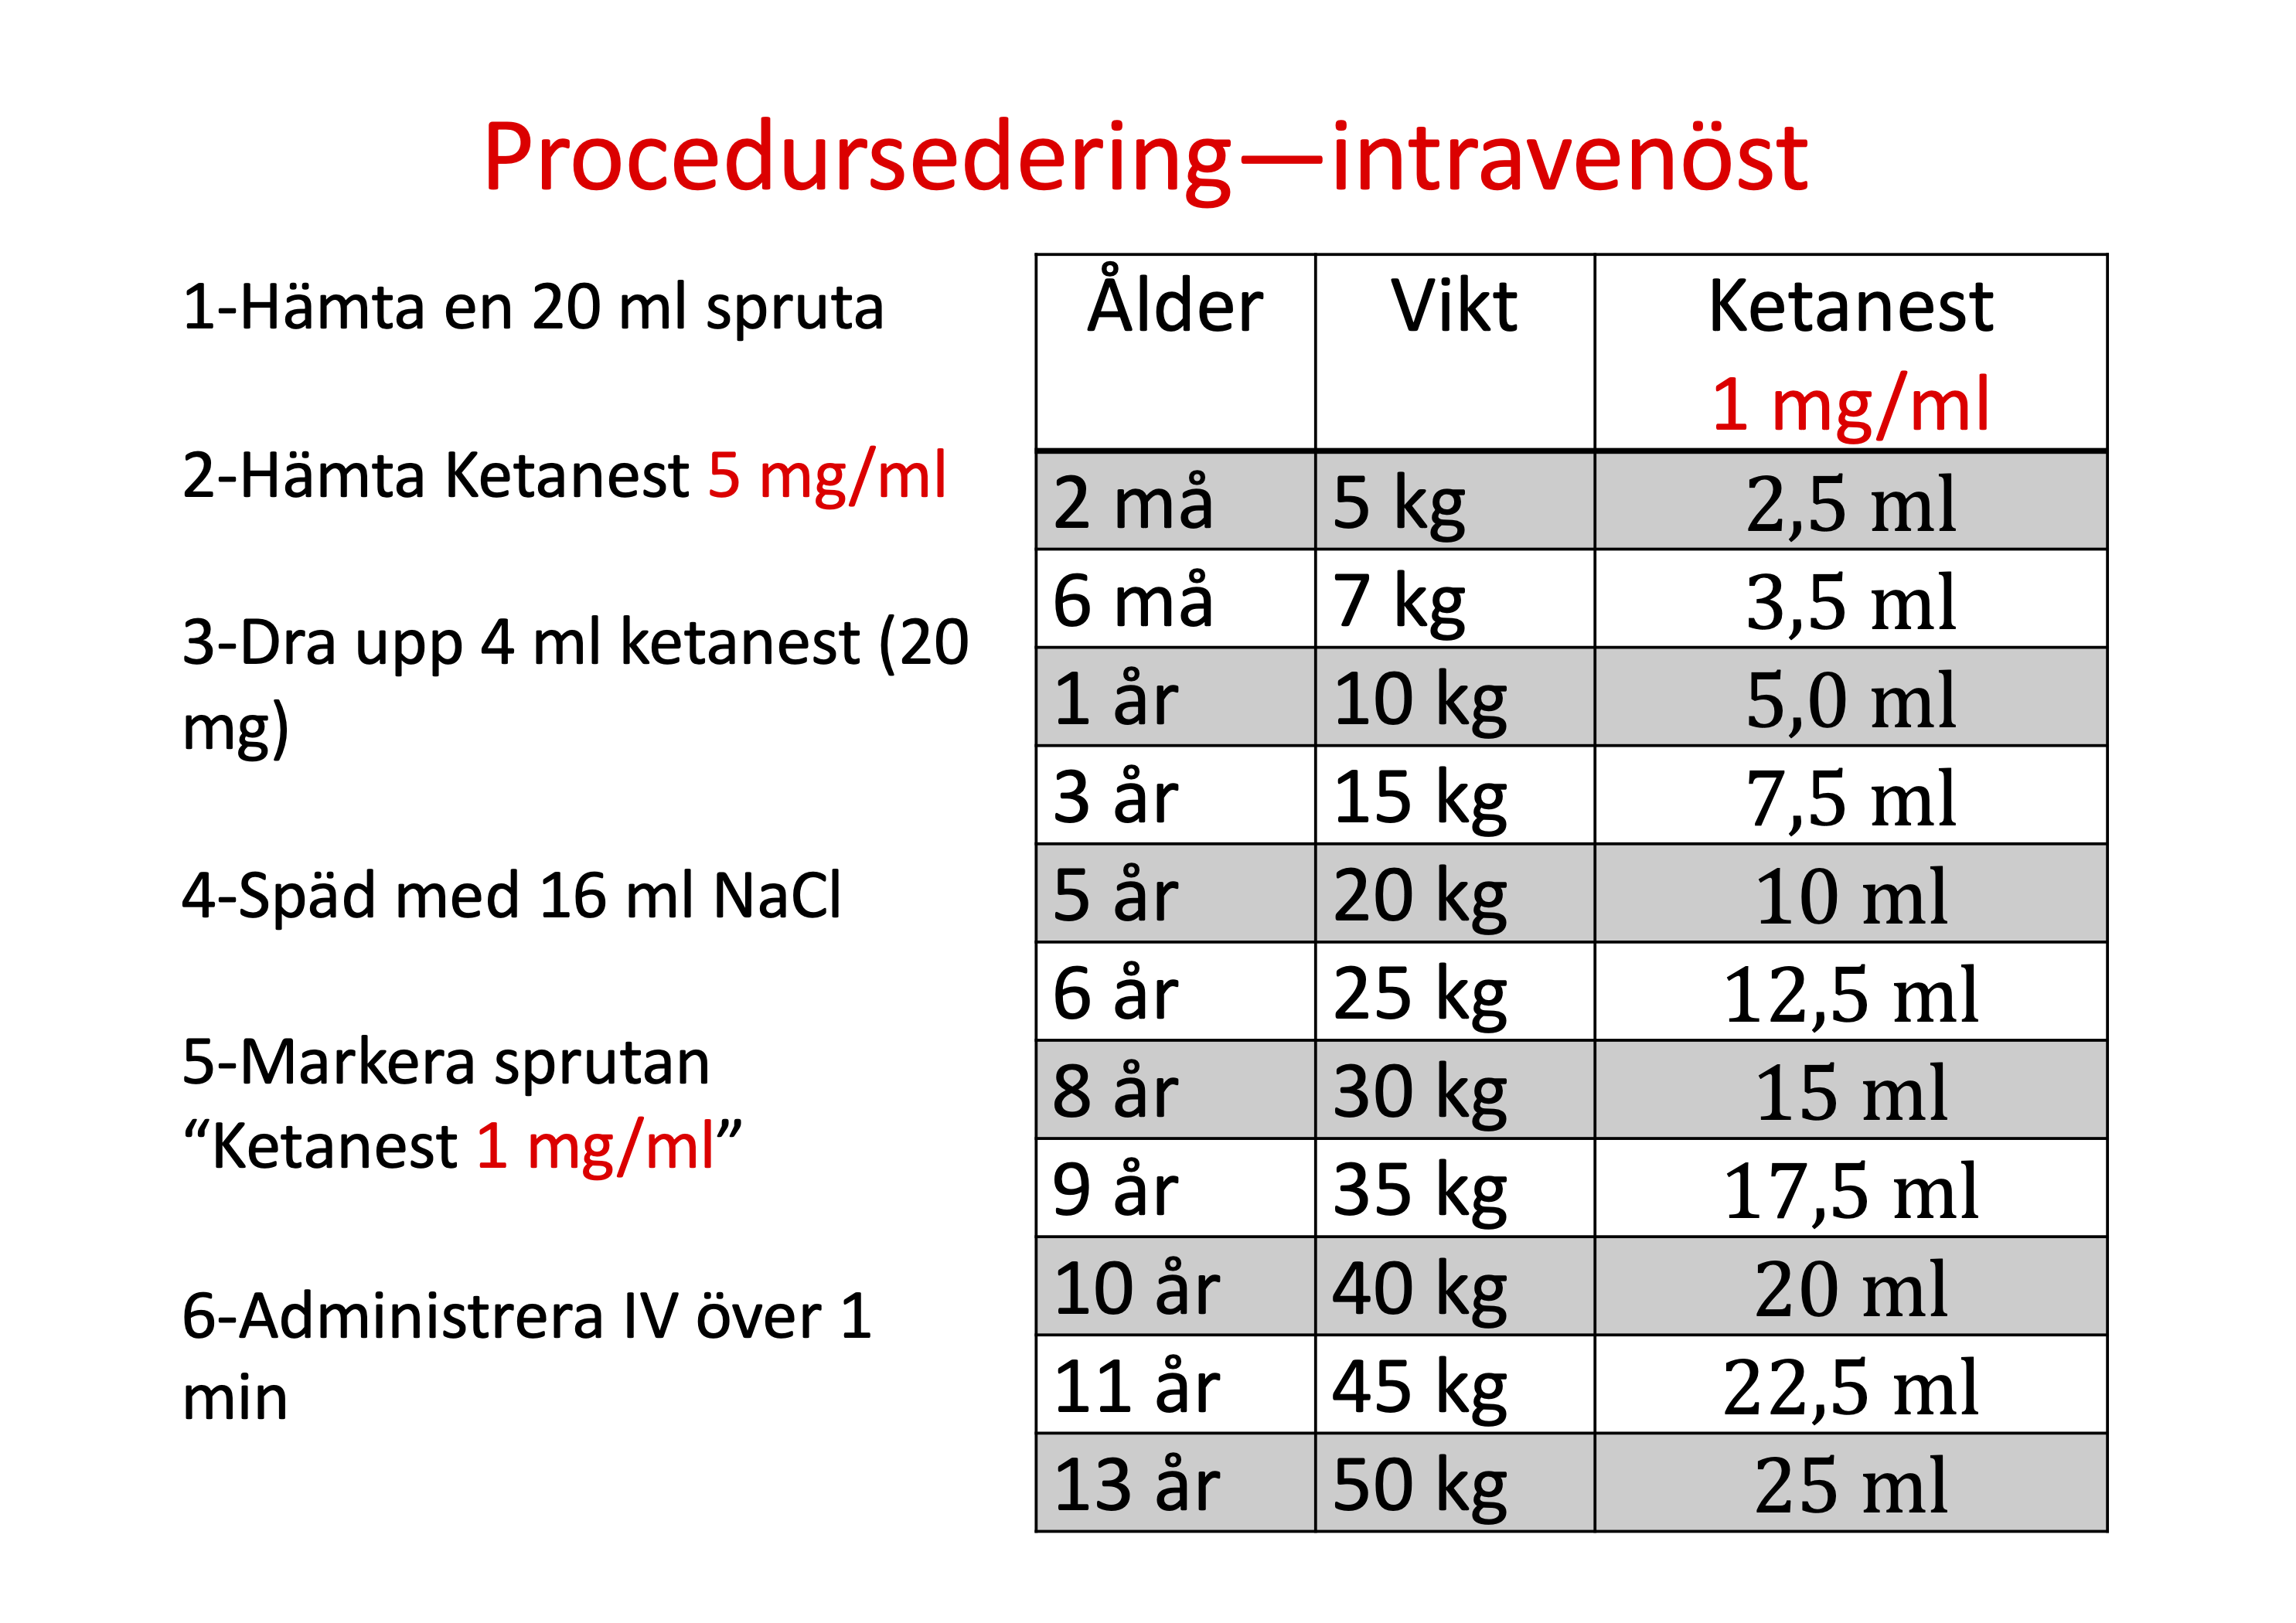 Procedursedering—intravenöst
1-Hämta en 20 ml spruta
2-Hämta Ketanest 5 mg/ml
3-Dra upp 4 ml ketanest (20
mg)
4-Späd med 16 ml NaCl
5-Markera sprutan
“Ketanest 1 mg/ml”
6-Administrera IV över 1
min
Ålder Vikt Ketanest
1 mg/ml
2 må 5 kg 2,5 ml
6 må 7 kg 3,5 ml
1 år 10 kg 5,0 ml
3 år 15 kg 7,5 ml
5 år 20 kg 10 ml
6 år 25 kg 12,5 ml
8 år 30 kg 15 ml
9 år 35 kg 17,5 ml
10 år 40 kg 20 ml
11 år 45 kg 22,5 ml
13 år 50 kg 25 ml